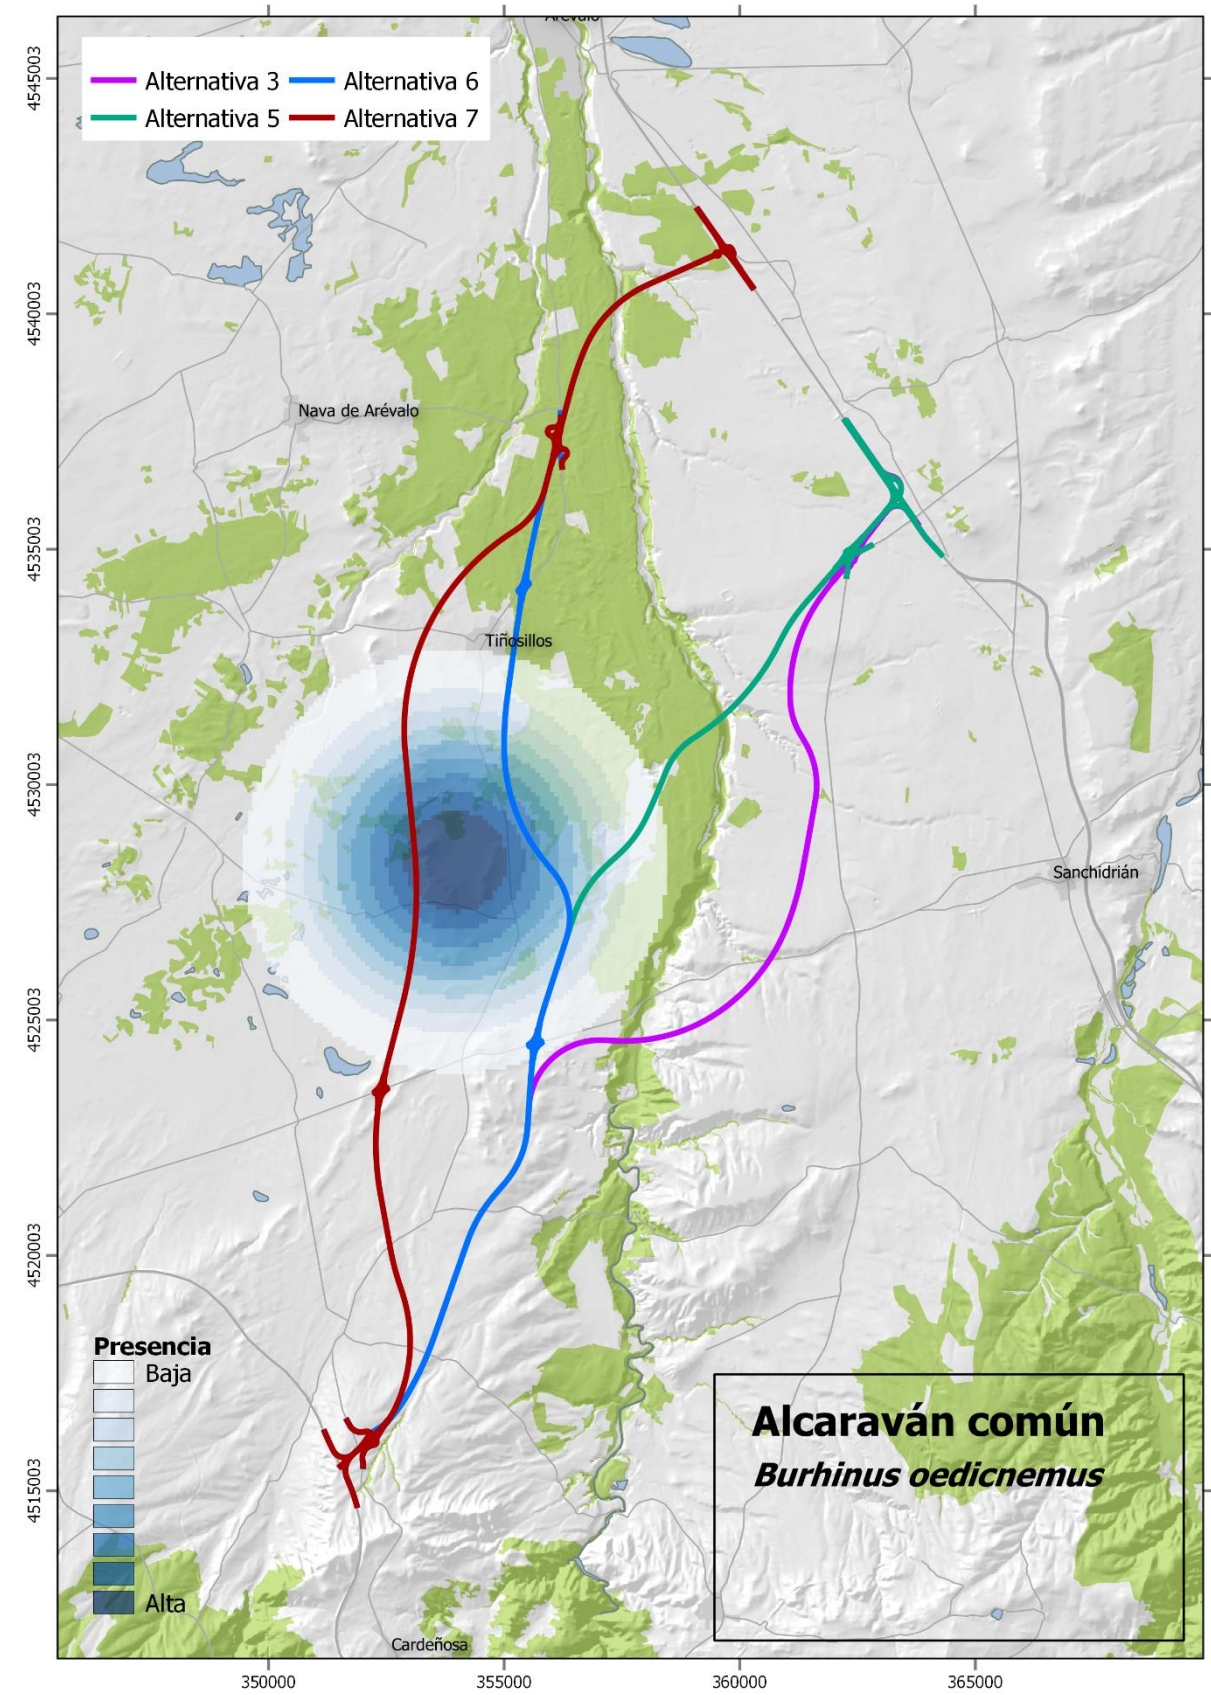 Arévalo
Alternativa 3
Alternativa 6
Alternativa 5
Alternativa 7
4545003
4540003
Nava de Arévalo
4535003
Tiñosillos
4530003
Sanchidrián
4525003
4520003
Presencia
Baja
Alta
4515003
Alcaraván común
Burhinus oedicnemus
Cardeñosa
350000
355000
360000
365000